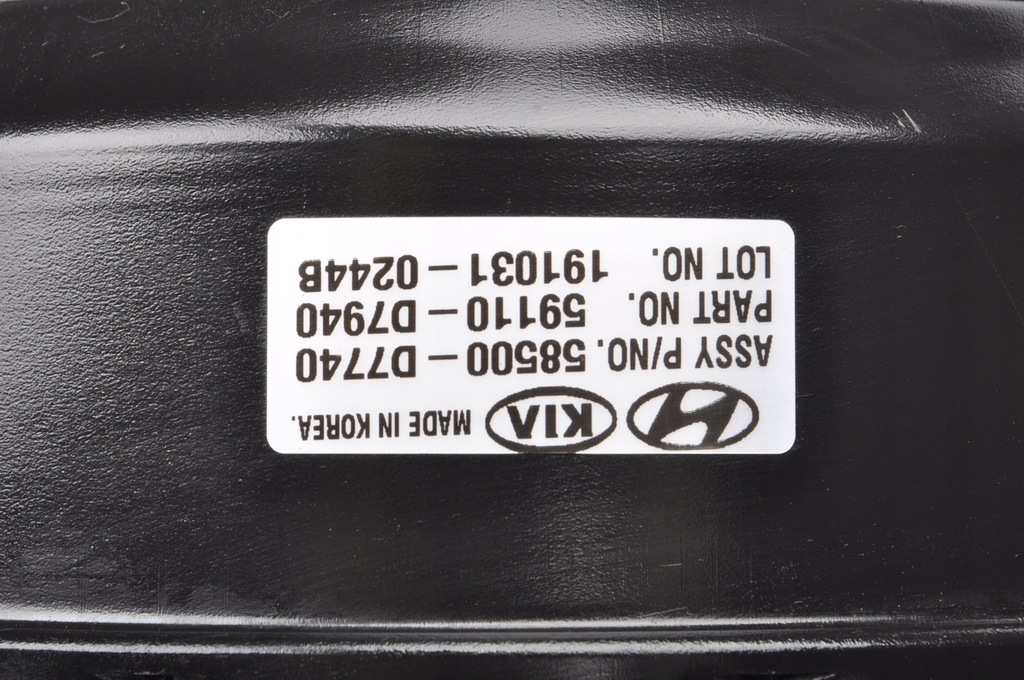 KIA MADE IN KOREA.
ASSY P/NO. 58500 - D7740
PART NO. 59110 - D7940
LOT NO. 191031 - 0244B